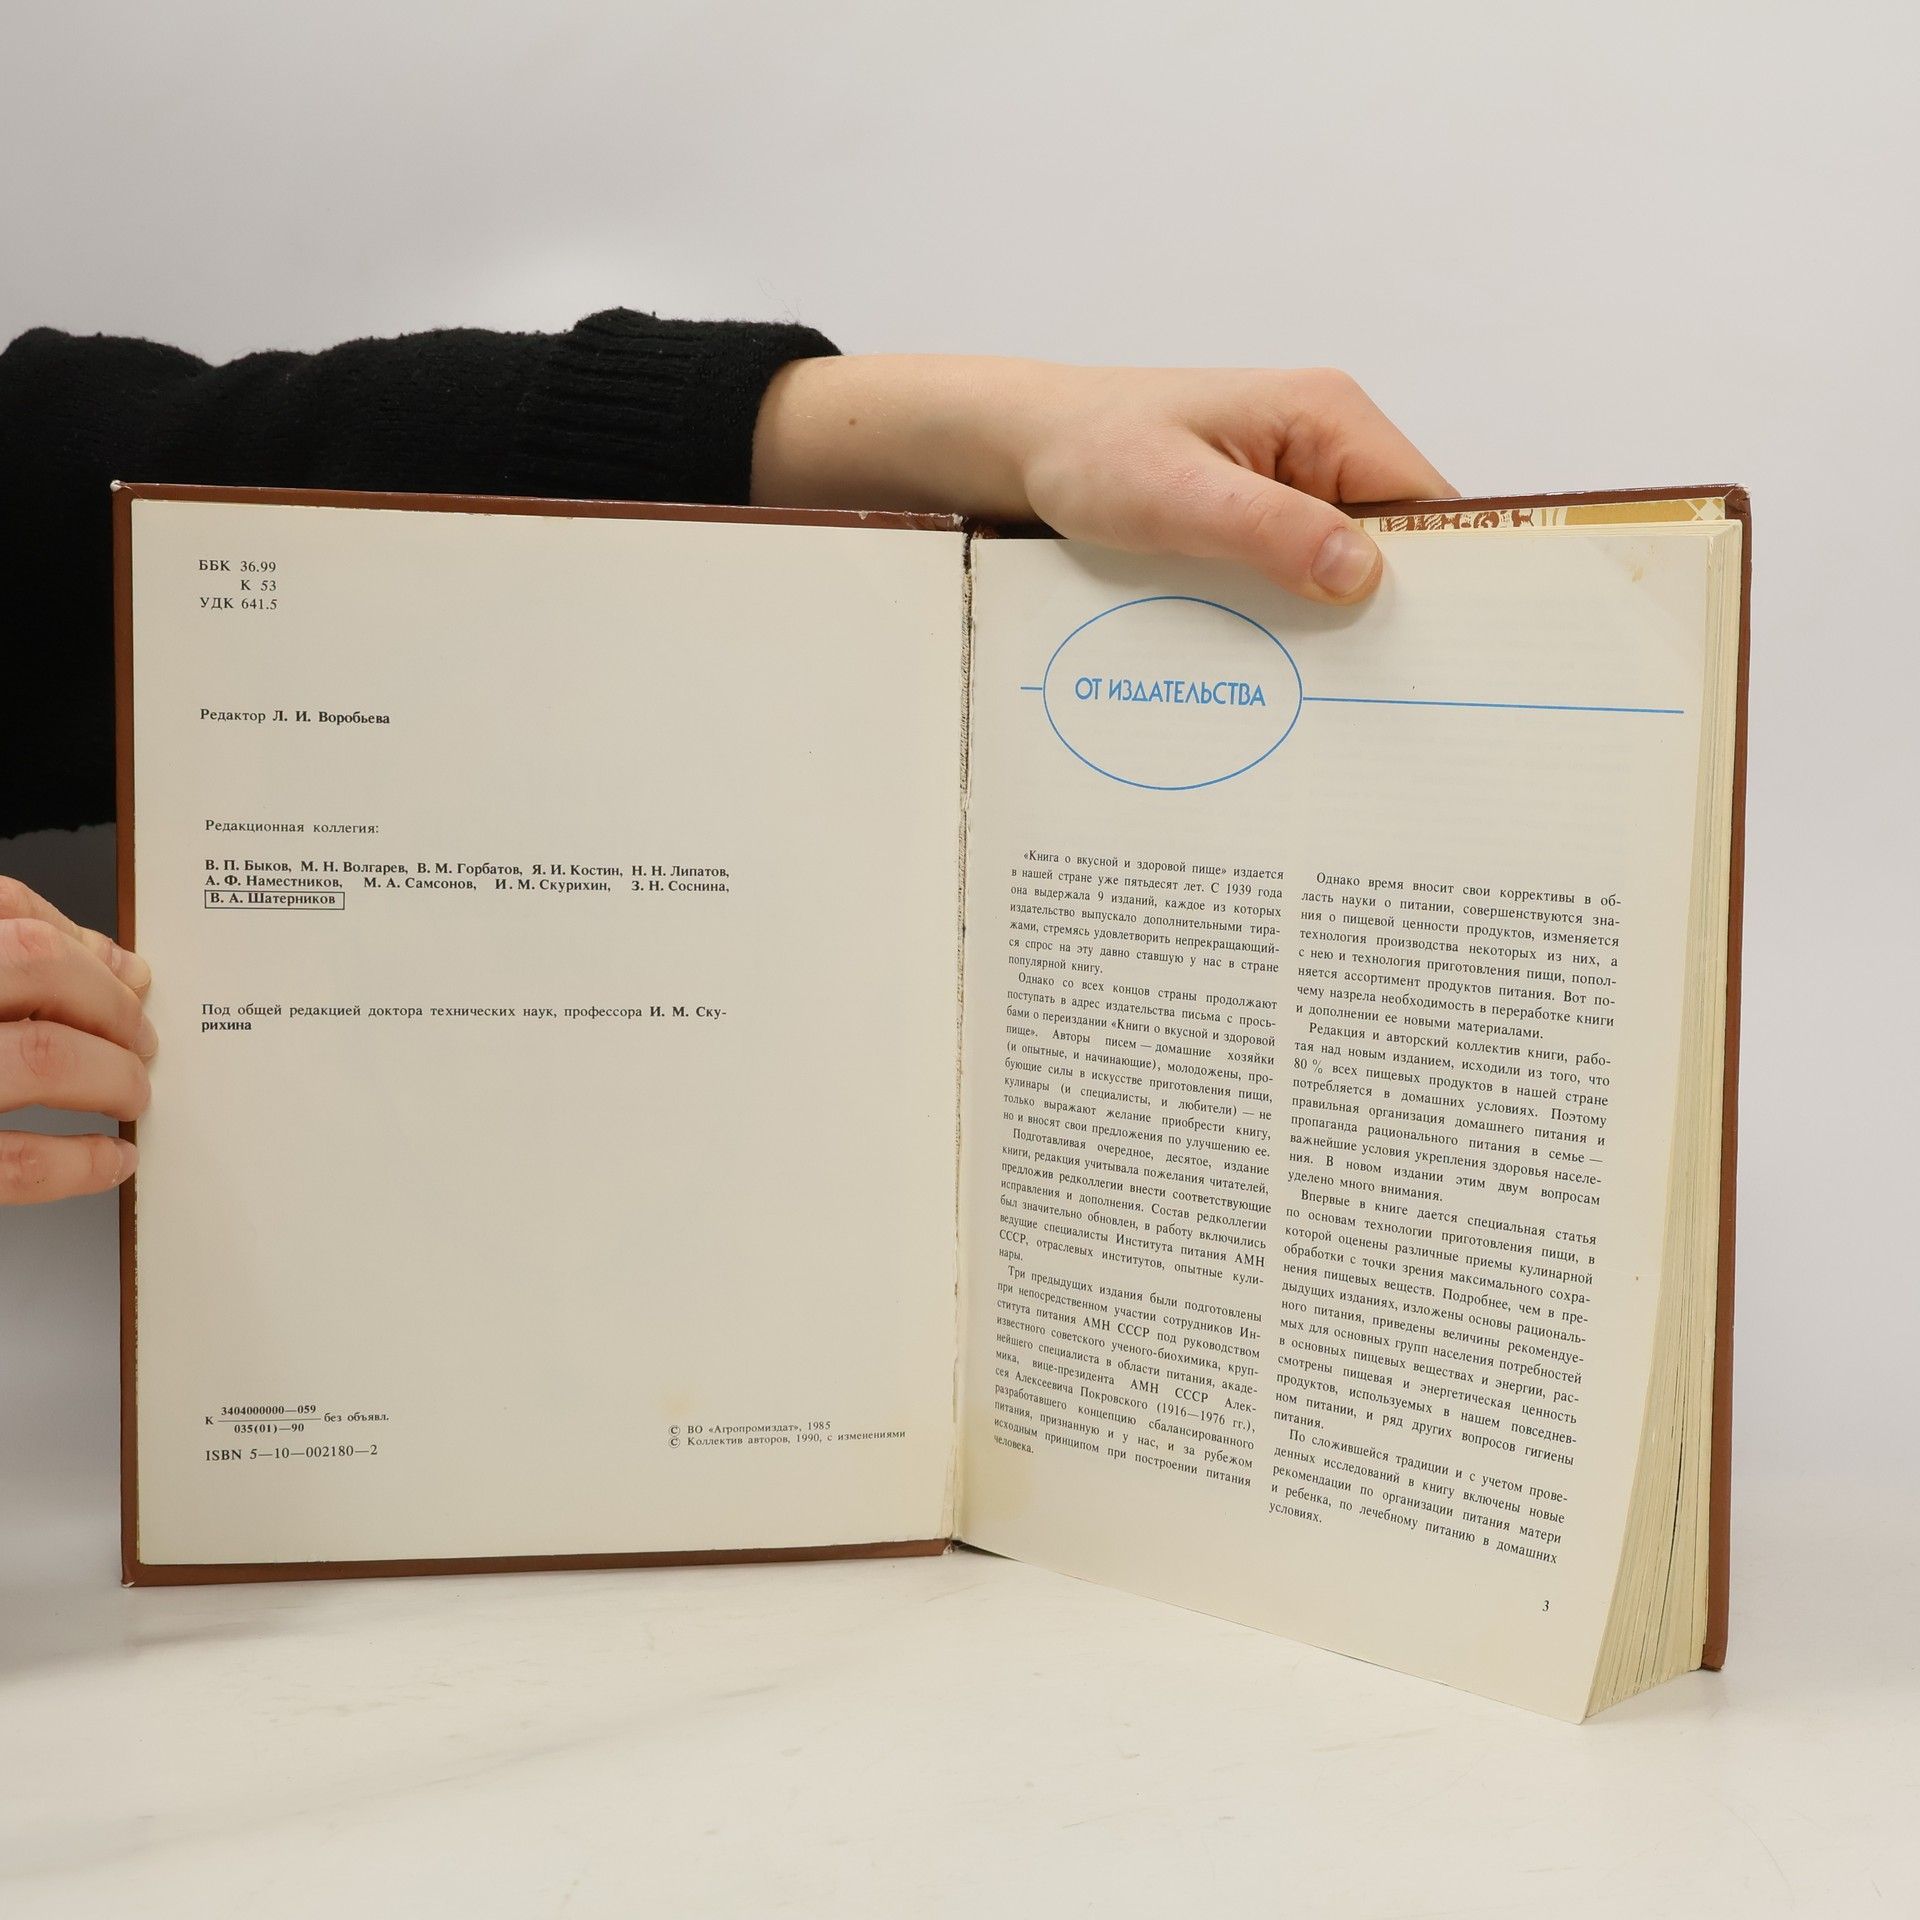 ББК 36.99
К 53
УДК 641.5
Редактор Л. И. Воробьева
Редакционная коллегия:
В. П. Быков, М. Н. Волгарев, В. М. Горбатов, Я. И. Костин, Н. Н. Липатов,
А. Ф. Наместников, М. А. Самсонов, И. М. Скурихин, З. Н. Соснина,
В. А. Шатерников
Под общей редакцией доктора технических наук, профессора И. М. Ску-
рихина
3404000000—059
К
без объявл.
035(01)—90
ISBN 5—10—002180—2
© ВО «Агропромиздат», 1985
© Коллектив авторов, 1990, с изменениями
ОТ ИЗДАТЕЛЬСТВА
«Книга о вкусной и здоровой пище» издается
в нашей стране уже пятьдесят лет. С 1939 года
она выдержала 9 изданий, каждое из которых
издательство выпускало дополнительными тира-
жами, стремясь удовлетворить непрекращающий-
ся спрос на эту давно ставшую у нас в стране
популярной книгу.
Однако со всех концов страны продолжают
поступать в адрес издательства письма с прось-
бами о переиздании «Книги о вкусной и здоровой
пище». Авторы писем — домашние хозяйки
(и опытные, и начинающие), молодожены, про-
бующие силы в искусстве приготовления пищи,
кулинары (и специалисты, и любители) — не
только выражают желание приобрести книгу,
но и вносят свои предложения по улучшению ее.
Подготавливая очередное, десятое, издание
книги, редакция учитывала пожелания читателей,
предложив редколлегии внести соответствующие
исправления и дополнения. Состав редколлегии
был значительно обновлен, в работу включились
ведущие специалисты Института питания АМН
СССР, отраслевых институтов, опытные кули-
нары.
Три предыдущих издания были подготовлены
при непосредственном участии сотрудников Ин-
ститута питания АМН СССР под руководством
известного советского ученого-биохимика, круп-
нейшего специалиста в области питания, акаде-
мика, вице-президента АМН СССР Алек-
сея Алексеевича Покровского (1916—1976 гг.),
разработавшего концепцию сбалансированного
питания, признанную и у нас, и за рубежом
исходным принципом при построении питания
человека.
Однако время вносит свои коррективы в об-
ласть науки о питании, совершенствуются зна-
ния о пищевой ценности продуктов, изменяется
технология производства некоторых из них, а
с нею и технология приготовления пищи, попол-
няется ассортимент продуктов питания. Вот по-
чему назрела необходимость в переработке книги
и дополнении ее новыми материалами.
Редакция и авторский коллектив книги, рабо-
тая над новым изданием, исходили из того, что
80 % всех пищевых продуктов в нашей стране
потребляется в домашних условиях. Поэтому
правильная организация домашнего питания и
пропаганда рационального питания в семье —
важнейшие условия укрепления здоровья населе-
ния. В новом издании этим двум вопросам
уделено много внимания.
Впервые в книге дается специальная статья
по основам технологии приготовления пищи, в
которой оценены различные приемы кулинарной
обработки с точки зрения максимального сохра-
нения пищевых веществ. Подробнее, чем в пре-
дыдущих изданиях, изложены основы рациональ-
ного питания, приведены величины рекомендуе-
мых для основных групп населения потребностей
в основных пищевых веществах и энергии, рас-
смотрены пищевая и энергетическая ценность
продуктов, используемых в нашем повседнев-
ном питании, и ряд других вопросов гигиены
питания.
По сложившейся традиции и с учетом прове-
денных исследований в книгу включены новые
рекомендации по организации питания матери
и ребенка, по лечебному питанию в домашних
условиях.
3